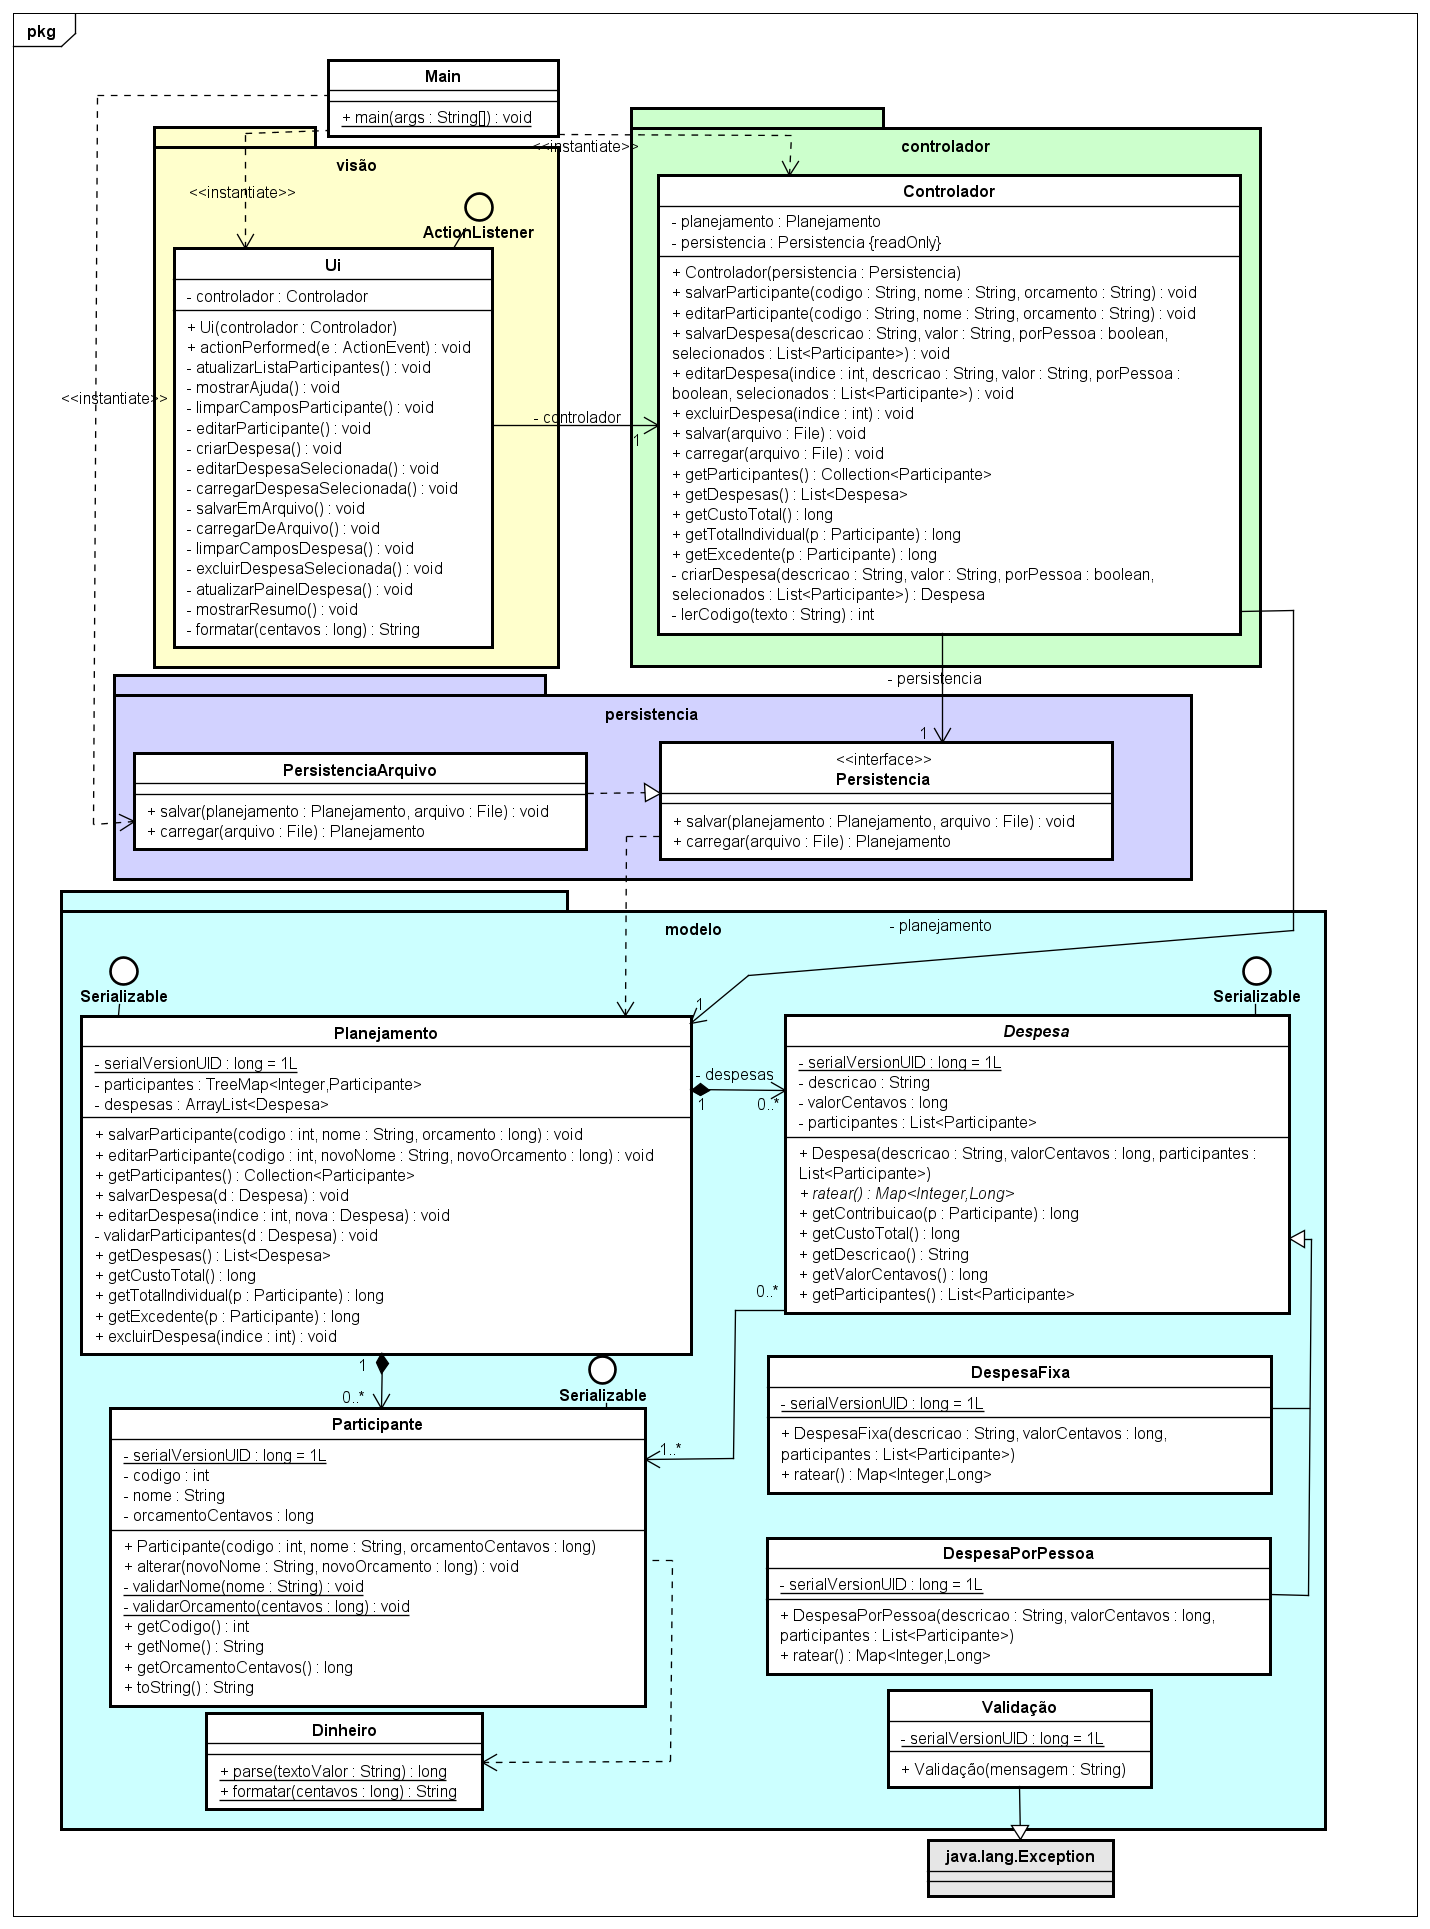 pkg
Main
+ main(args : String[]) : void
<<instantiate>>
<<instantiate>>
<<instantiate>>
visão
ActionListener
Ui
- controlador : Controlador
+ Ui(controlador : Controlador)
+ actionPerformed(e : ActionEvent) : void
- atualizarListaParticipantes() : void
- mostrarAjuda() : void
- limparCamposParticipante() : void
- editarParticipante() : void
- criarDespesa() : void
- editarDespesaSelecionada() : void
- carregarDespesaSelecionada() : void
- salvarEmArquivo() : void
- carregarDeArquivo() : void
- limparCamposDespesa() : void
- excluirDespesaSelecionada() : void
- atualizarPainelDespesa() : void
- mostrarResumo() : void
- formatar(centavos : long) : String
- controlador
1
controlador
Controlador
- planejamento : Planejamento
- persistencia : Persistencia {readOnly}
+ Controlador(persistencia : Persistencia)
+ salvarParticipante(codigo : String, nome : String, orcamento : String) : void
+ editarParticipante(codigo : String, nome : String, orcamento : String) : void
+ salvarDespesa(descricao : String, valor : String, porPessoa : boolean,
selecionados : List<Participante>) : void
+ editarDespesa(indice : int, descricao : String, valor : String, porPessoa :
boolean, selecionados : List<Participante>) : void
+ excluirDespesa(indice : int) : void
+ salvar(arquivo : File) : void
+ carregar(arquivo : File) : void
+ getParticipantes() : Collection<Participante>
+ getDespesas() : List<Despesa>
+ getCustoTotal() : long
+ getTotalIndividual(p : Participante) : long
+ getExcedente(p : Participante) : long
- criarDespesa(descricao : String, valor : String, porPessoa : boolean,
selecionados : List<Participante>) : Despesa
- lerCodigo(texto : String) : int
- persistencia
1
persistencia
PersistenciaArquivo
+ salvar(planejamento : Planejamento, arquivo : File) : void
+ carregar(arquivo : File) : Planejamento
<<interface>>
Persistencia
+ salvar(planejamento : Planejamento, arquivo : File) : void
+ carregar(arquivo : File) : Planejamento
modelo
- planejamento
1
Serializable
Planejamento
- serialVersionUID : long = 1L
- participantes : TreeMap<Integer,Participante>
- despesas : ArrayList<Despesa>
+ salvarParticipante(codigo : int, nome : String, orcamento : long) : void
+ editarParticipante(codigo : int, novoNome : String, novoOrcamento : long) : void
+ getParticipantes() : Collection<Participante>
+ salvarDespesa(d : Despesa) : void
+ editarDespesa(indice : int, nova : Despesa) : void
- validarParticipantes(d : Despesa) : void
+ getDespesas() : List<Despesa>
+ getCustoTotal() : long
+ getTotalIndividual(p : Participante) : long
+ getExcedente(p : Participante) : long
+ excluirDespesa(indice : int) : void
- despesas
1
0..*
Serializable
Despesa
- serialVersionUID : long = 1L
- descricao : String
- valorCentavos : long
- participantes : List<Participante>
+ Despesa(descricao : String, valorCentavos : long, participantes :
List<Participante>)
+ ratear() : Map<Integer,Long>
+ getContribuicao(p : Participante) : long
+ getCustoTotal() : long
+ getDescricao() : String
+ getValorCentavos() : long
+ getParticipantes() : List<Participante>
0..*
1..*
1
0..*
Serializable
Participante
- serialVersionUID : long = 1L
- codigo : int
- nome : String
- orcamentoCentavos : long
+ Participante(codigo : int, nome : String, orcamentoCentavos : long)
+ alterar(novoNome : String, novoOrcamento : long) : void
- validarNome(nome : String) : void
- validarOrcamento(centavos : long) : void
+ getCodigo() : int
+ getNome() : String
+ getOrcamentoCentavos() : long
+ toString() : String
DespesaFixa
- serialVersionUID : long = 1L
+ DespesaFixa(descricao : String, valorCentavos : long,
participantes : List<Participante>)
+ ratear() : Map<Integer,Long>
DespesaPorPessoa
- serialVersionUID : long = 1L
+ DespesaPorPessoa(descricao : String, valorCentavos : long,
participantes : List<Participante>)
+ ratear() : Map<Integer,Long>
Dinheiro
+ parse(textoValor : String) : long
+ formatar(centavos : long) : String
Validação
- serialVersionUID : long = 1L
+ Validação(mensagem : String)
java.lang.Exception